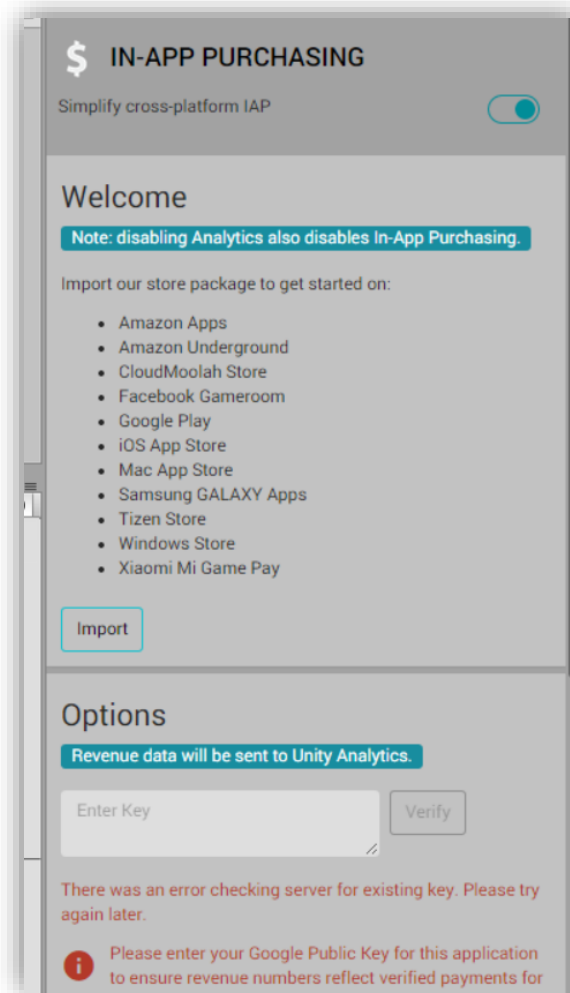 $ IN-APP PURCHASING
Simplify cross-platform IAP
Welcome
Note: disabling Analytics also disables In-App Purchasing.
Import our store package to get started on:
• Amazon Apps
• Amazon Underground
• CloudMoolah Store
• Facebook Gameroom
• Google Play
• iOS App Store
• Mac App Store
• Samsung GALAXY Apps
• Tizen Store
• Windows Store
• Xiaomi Mi Game Pay
Import
Options
Revenue data will be sent to Unity Analytics.
Enter Key
Verify
There was an error checking server for existing key. Please try
again later.
Please enter your Google Public Key for this application
to ensure revenue numbers reflect verified payments for